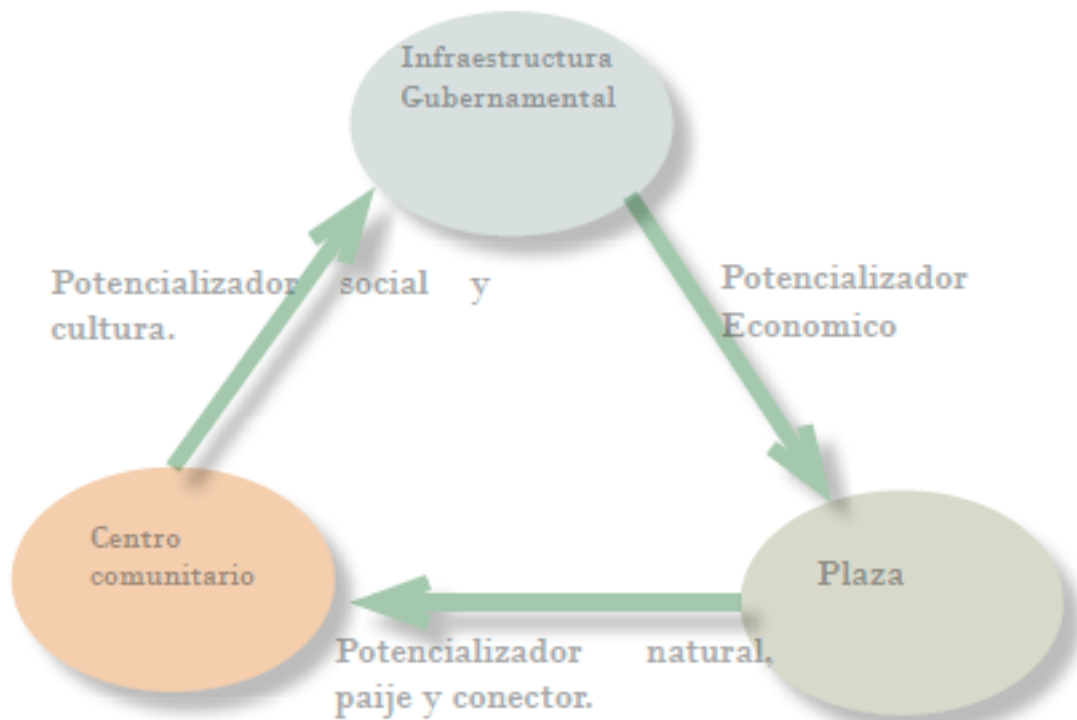 Infraestructura
Gubernamental
Potencializador social y
cultura.
Potencializador
Economico
Centro
comunitario
Plaza
Potencializador natural,
paije y conector.